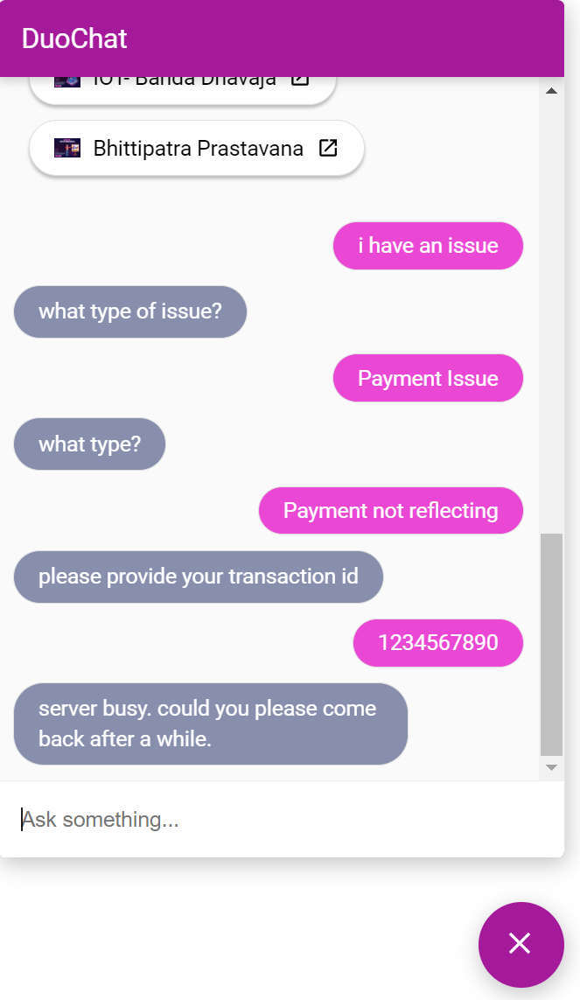 DuoChat
IOT- Banda Dhavaja
Bhittipatra Prastavana
i have an issue
what type of issue?
Payment Issue
what type?
Payment not reflecting
please provide your transaction id
1234567890
server busy. could you please come
back after a while.
Ask something...